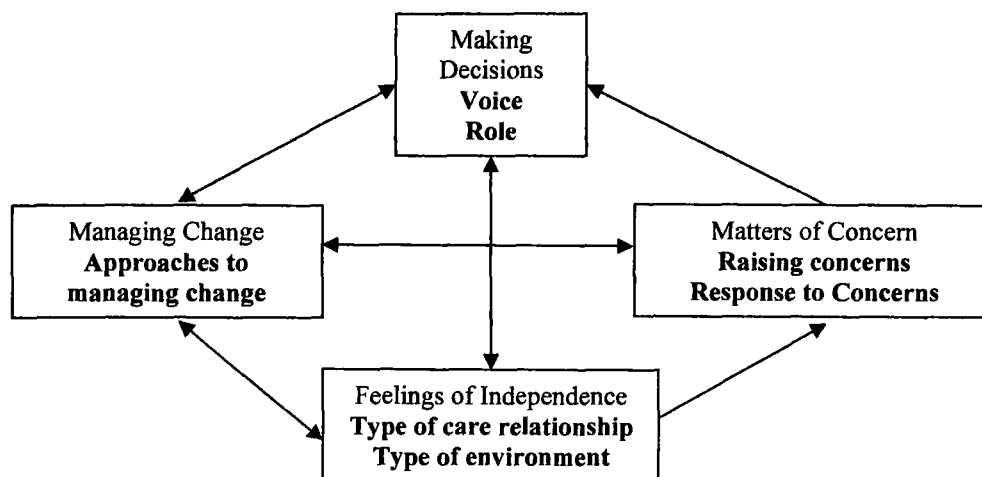 Making
Decisions
Voice
Role
Managing Change
Approaches to
managing change
Matters of Concern
Raising concerns
Response to Concerns
Feelings of Independence
Type of care relationship
Type of environment